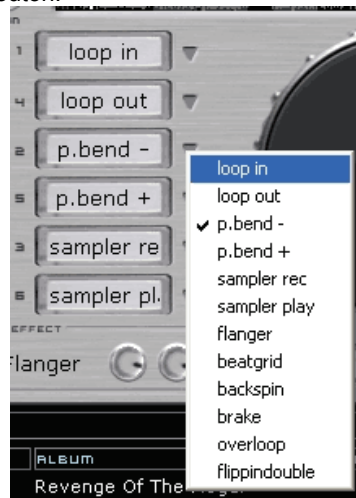 1 loop in
4 loop out
2 p.bend -
5 p.bend +
3 sampler re
6 sampler pl.
loop in
loop out
✓ p.bend -
p.bend +
sampler rec
sampler play
flanger
beatgrid
backspin
brake
overloop
flippindouble
EFFECT
Flanger
ALBUM
Revenge Of The